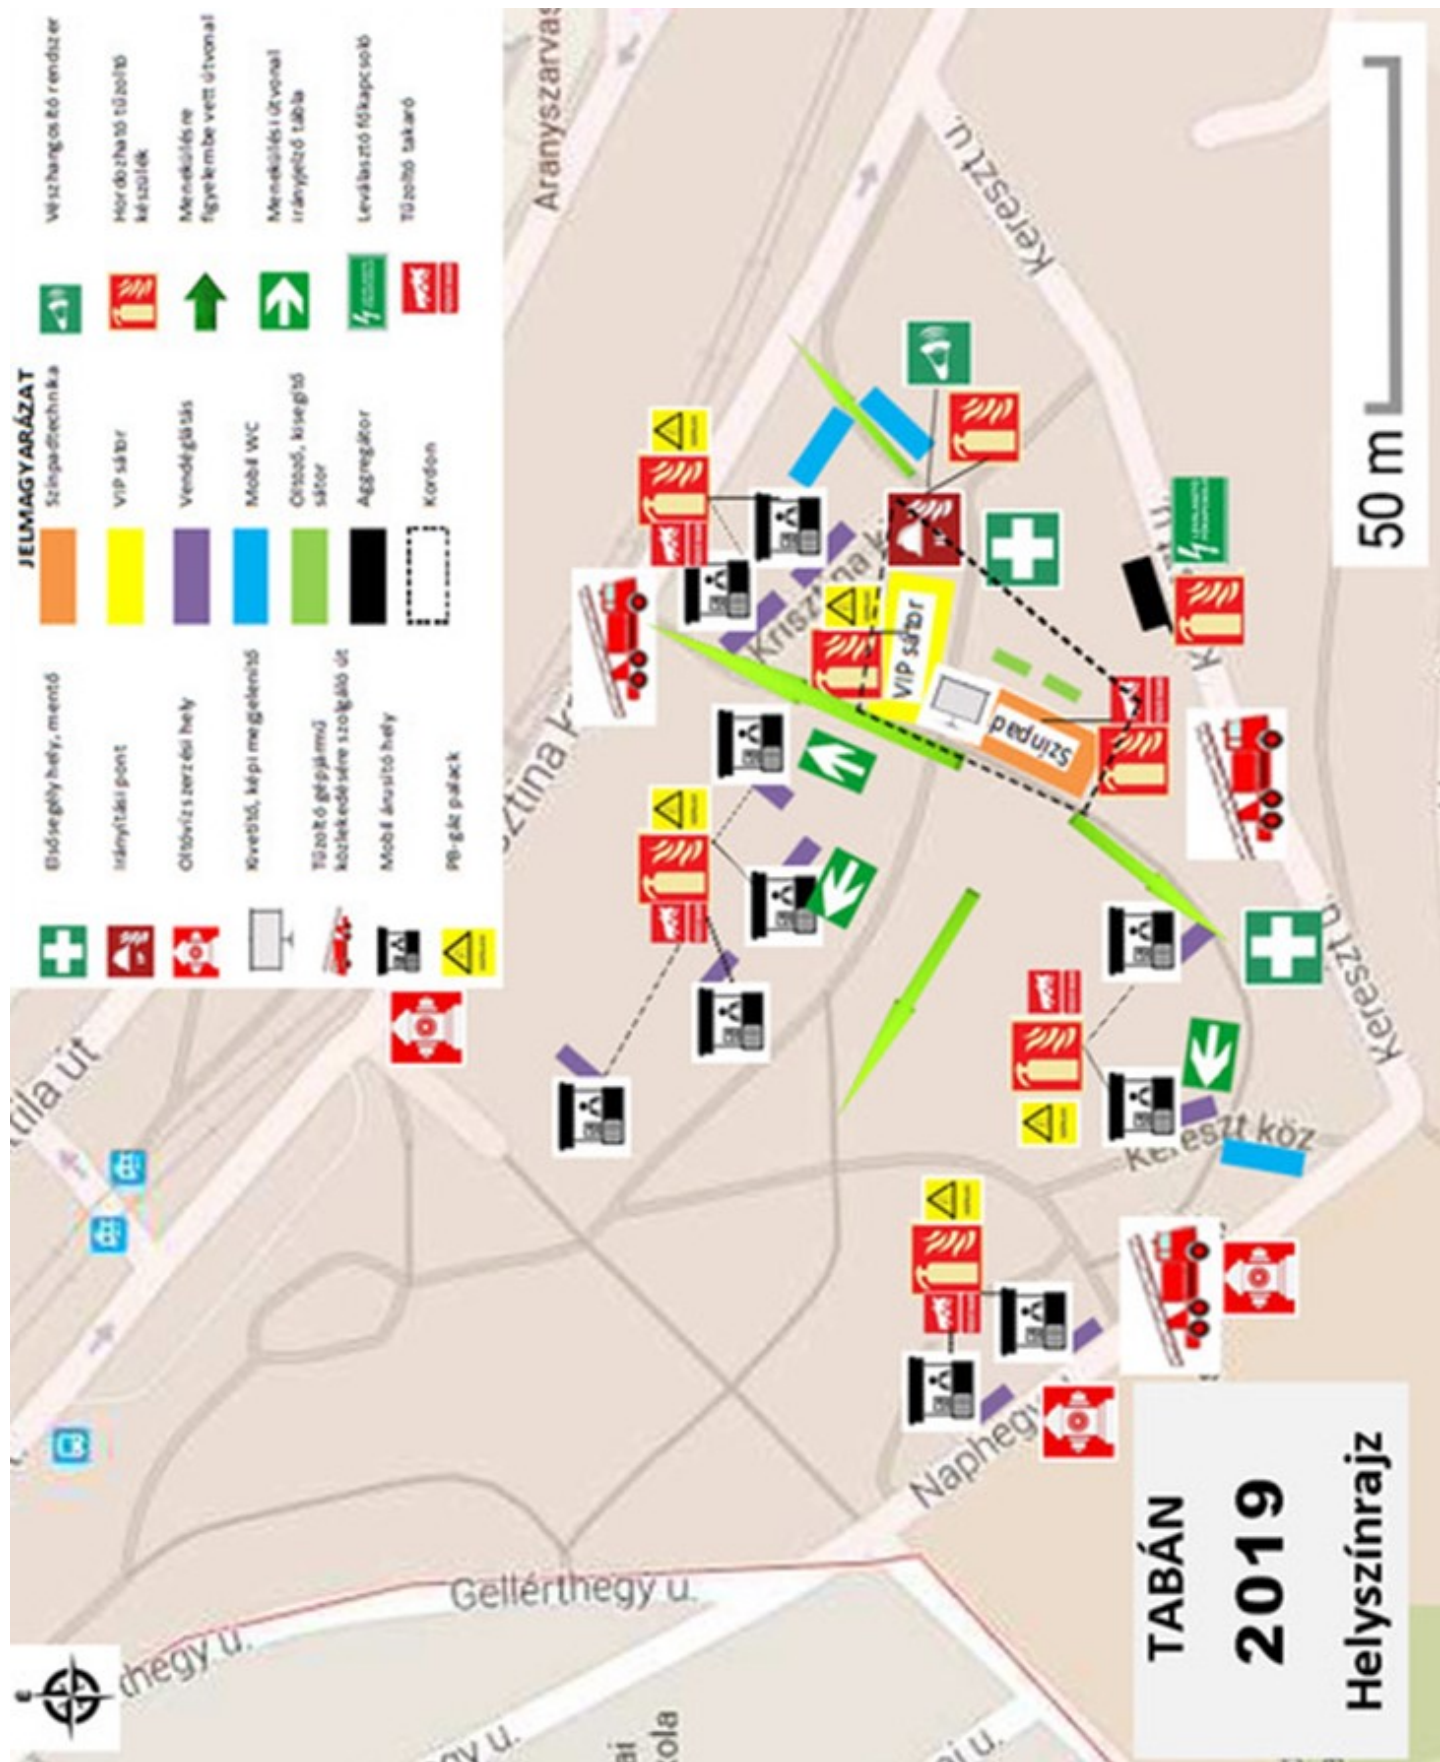 JELMAGYARÁZAT
Elsősegély hely, mentő
Irányítási pont
Oltóvíz szerzési hely
Kivetítő, képi megjelenítő
Tűzoltó gépjármű
közlekedésére szolgáló út
Mobil árusító hely
PB-gáz palack
Színpadtechnika
VIP sátor
Vendéglátás
Mobil WC
Öltöző, kisegítő
sátor
Aggregátor
Kordon
Vészhangosító rendszer
Hordozható tűzoltó
készülék
Menekülésre
figyelembe vett útvonal
Menekülési útvonal
irányjelző tábla
Leválasztó főkapcsoló
Tűzoltó takaró
Aranyszarvas
Kereszt u.
Kereszt u.
Kereszt köz
Naphegy
Gellérthegy u.
hegy u.
VIP sátor
Színpad
50 m
TABÁN
2019
Helyszínrajz